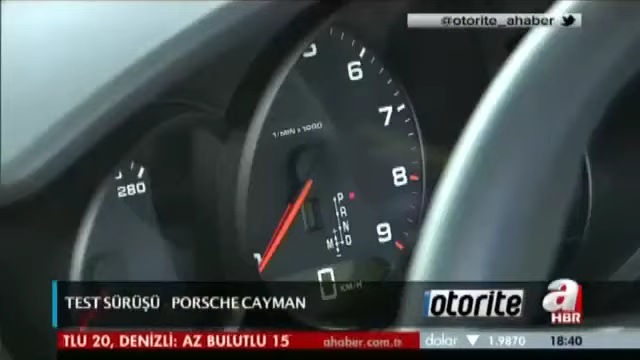 @otorite_ahaber
5 6 7 8 9
1/MIN x 1000
280
P
R
N
M D
1
0 KM/H
TEST SÜRÜŞÜ PORSCHE CAYMAN
otorite
a
HBR
TLU 20, DENİZLİ: AZ BULUTLU 15 ahaber.com.tr dolar 1.9870 18:40